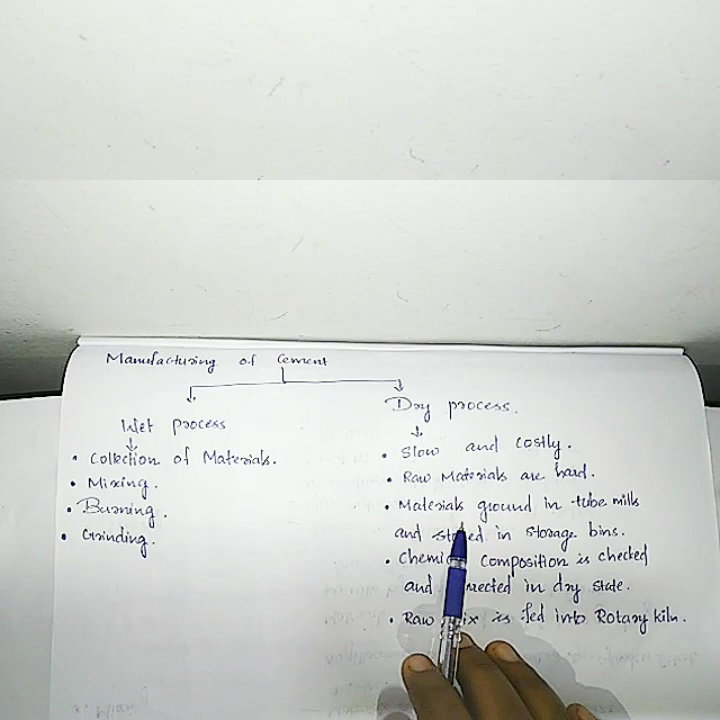 Manufacturing of Cement
Wet process
• Collection of Materials.
• Mixing.
• Burning.
• Grinding.
Dry process.
• Slow and costly.
• Raw Materials are hard.
• Materials ground in tube mills
and stored in storage bins.
• Chemical Composition is checked
and in dry state.
• Raw mix is fed into Rotary kiln.